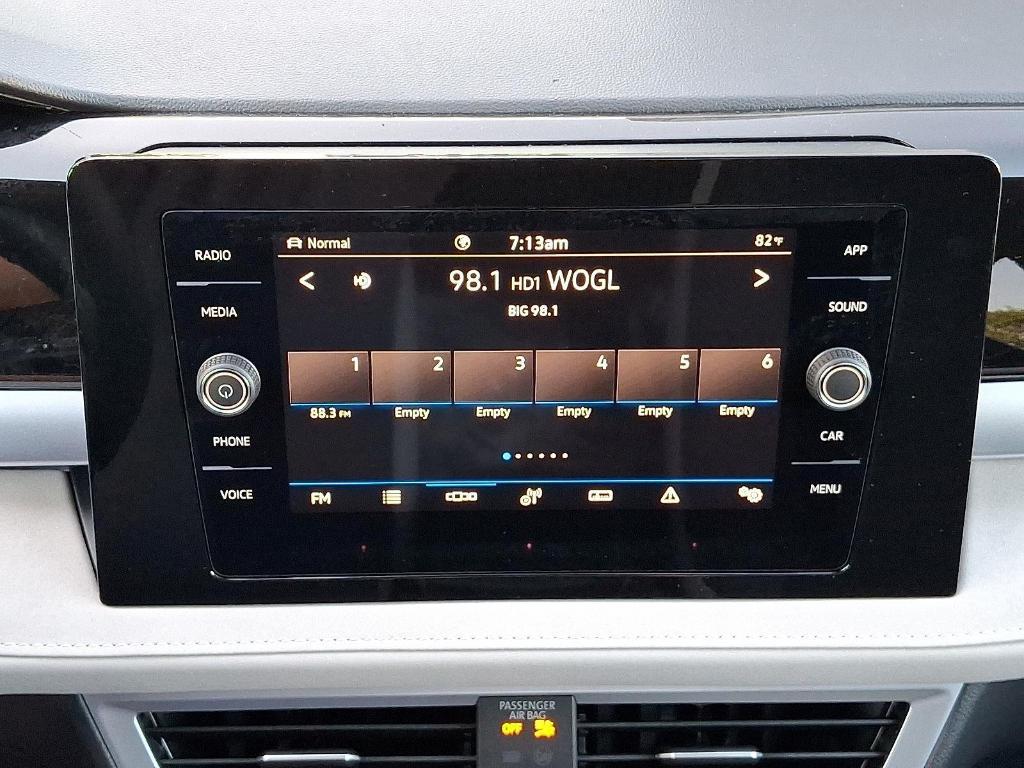 Normal 7:13am 82°F
RADIO
APP
98.1 HD1 WOGL
BIG 98.1
MEDIA
SOUND
1 2 3 4 5 6
88.3 FM Empty Empty Empty Empty Empty
PHONE
CAR
VOICE
MENU
FM
PASSENGER
AIR BAG
OFF